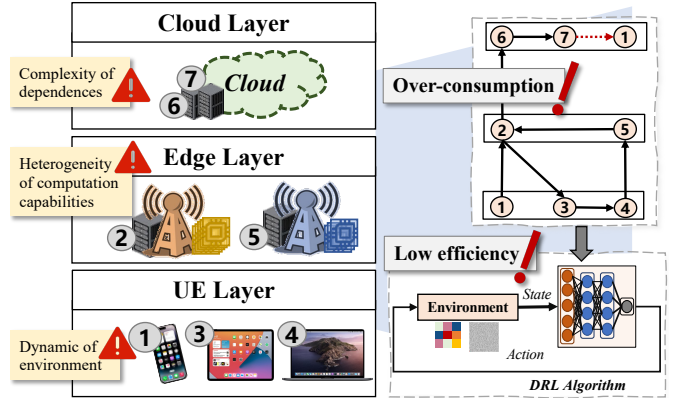 Cloud Layer
Complexity of
dependences
7
Cloud
6
Edge Layer
Heterogeneity
of computation
capabilities
2
5
UE Layer
Dynamic of
environment
1
3
4
6
7
1
Over-consumption
2
5
1
3
4
Low efficiency
Environment
State
Action
DRL Algorithm